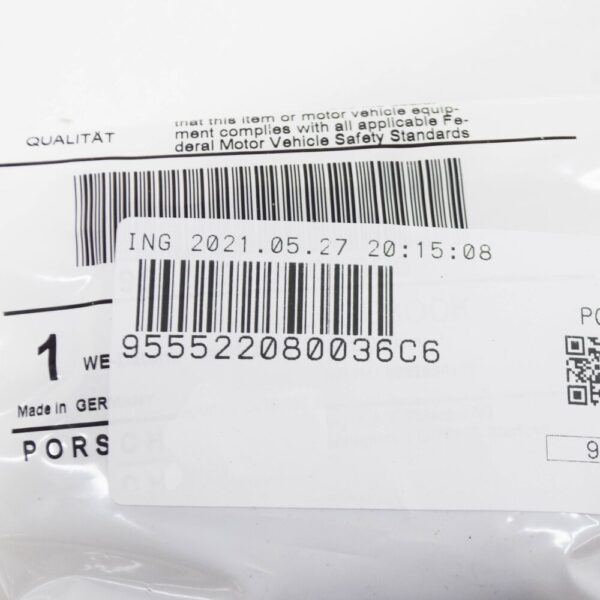 that this item or motor vehicle equip-
ment complies with all applicable Fe-
deral Motor Vehicle Safety Standards
QUALITÄT
ING 2021.05.27 20:15:08
955522080036C6
1 WE
Made in GER
PORS
PO
9